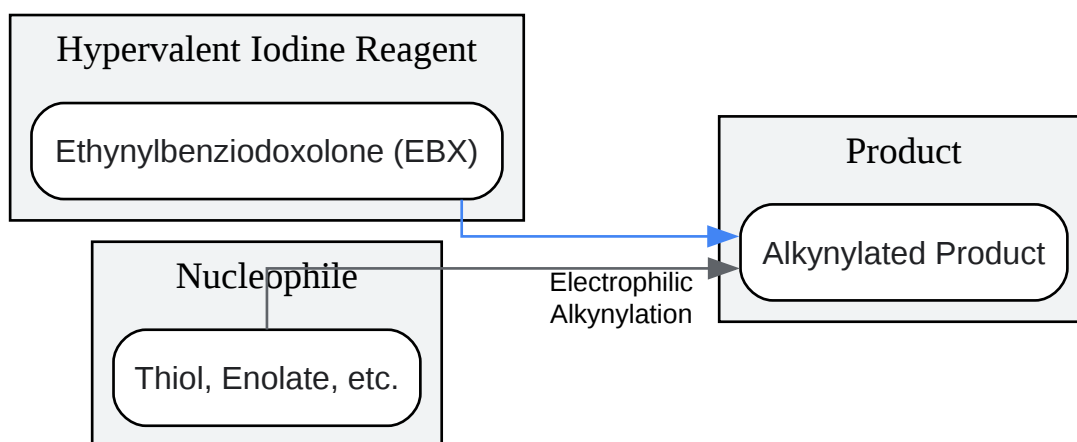 Hypervalent Iodine Reagent
Ethynylbenziodoxolone (EBX)
Product
Alkynylated Product
Nucleophile
Electrophilic
Alkynylation
Thiol, Enolate, etc.